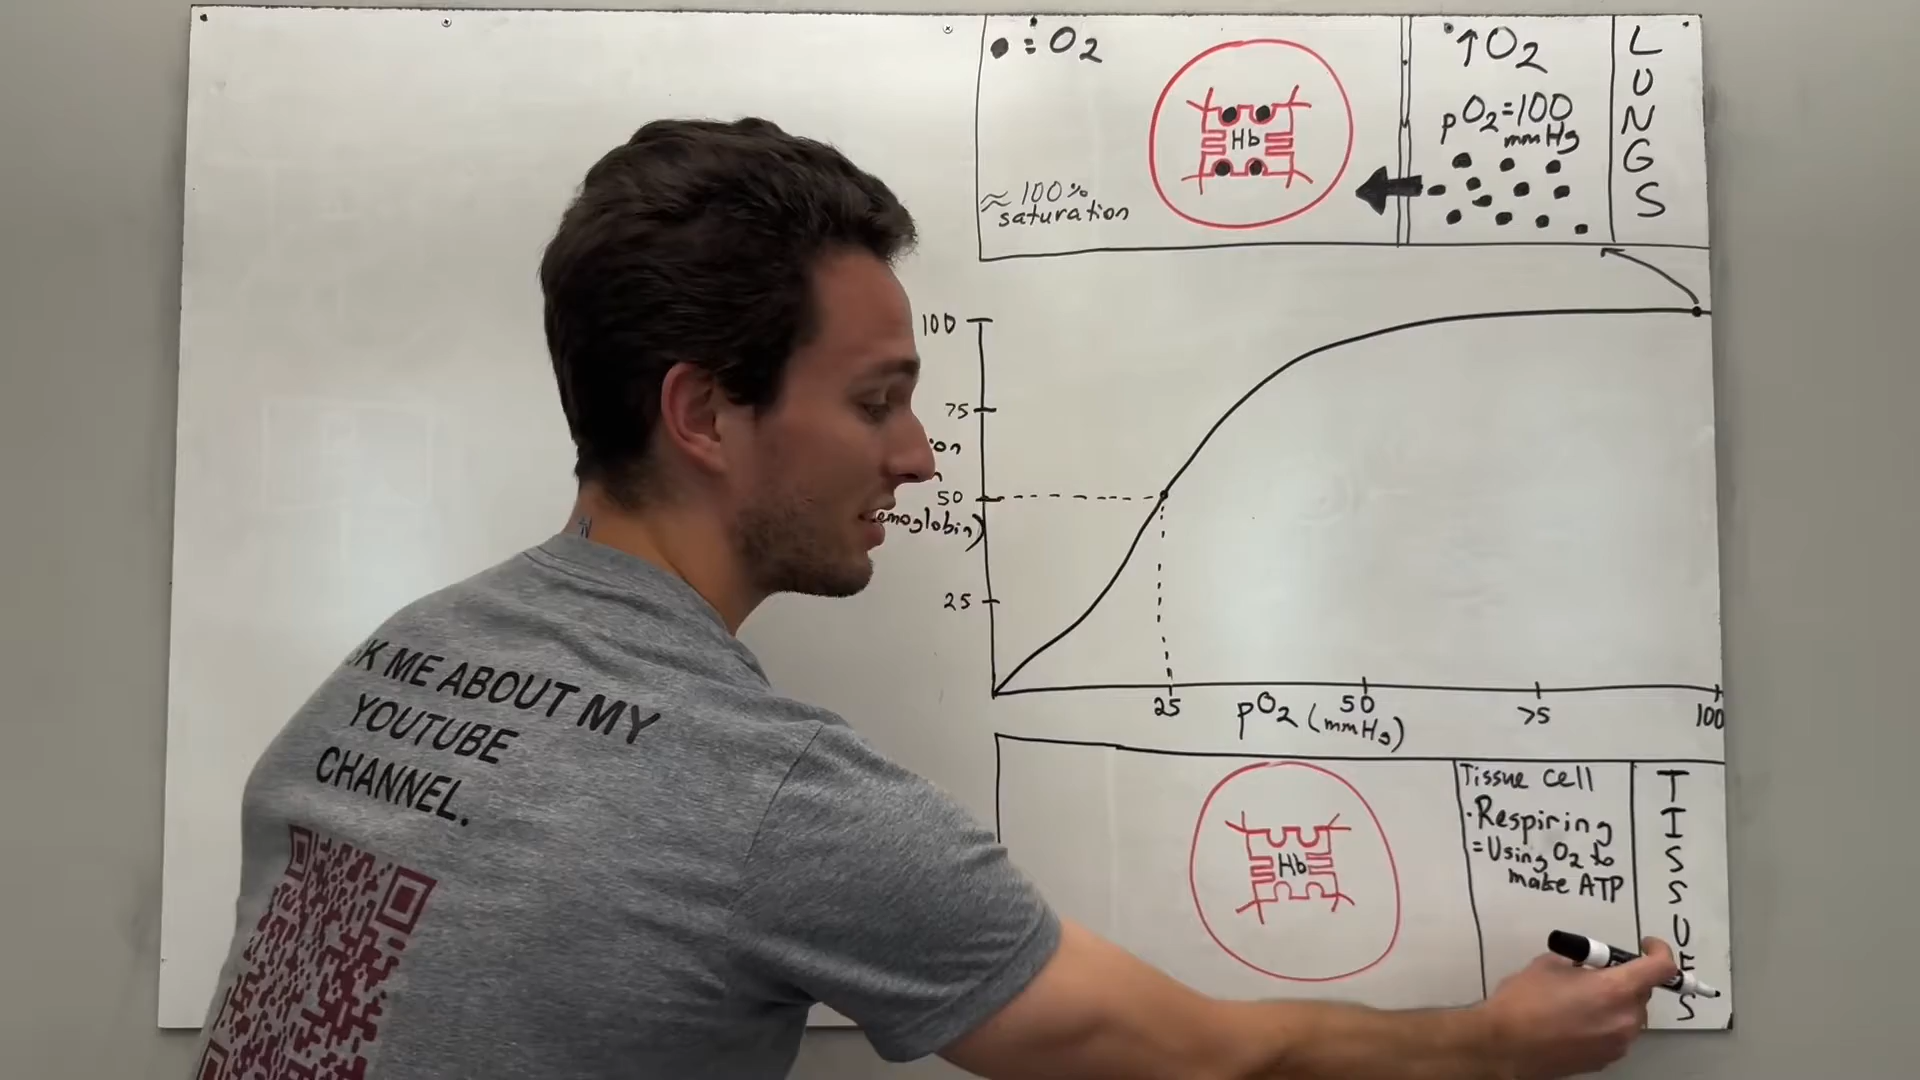 • = O2
Hb
≈ 100%
saturation
↑O2
pO2=100
mmHg
LUNGS
100
75
50
emoglobin)
25
25
50
75
100
pO2 (mmHg)
Hb
Tissue cell
·Respiring
=Using O2 to
make ATP
TISSUES
K ME ABOUT MY
YOUTUBE
CHANNEL.